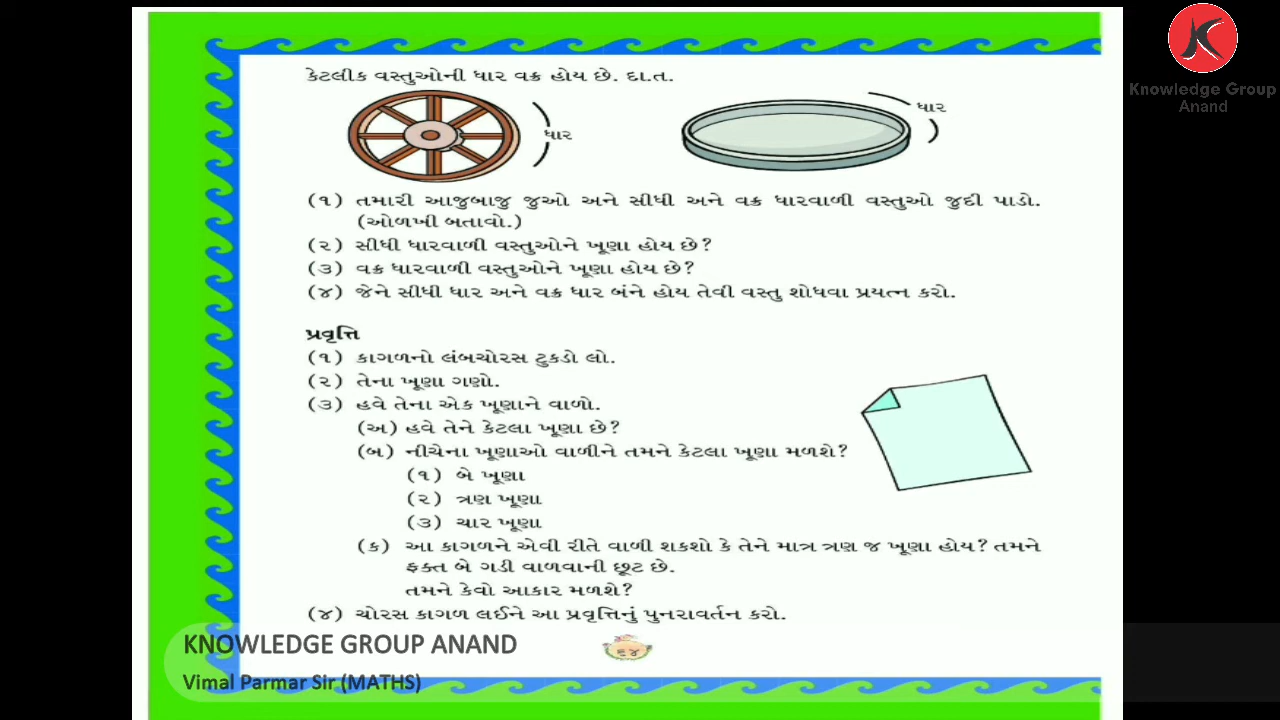 Knowledge Group
Anand
કેટલીક વસ્તુઓની ધાર વક્ર હોય છે. દા.ત.
ધાર
ધાર
(૧) તમારી આજુબાજુ જુઓ અને સીધી અને વક્ર ધારવાળી વસ્તુઓ જુદી પાડો.
(ઓળખી બતાવો.)
(૨) સીધી ધારવાળી વસ્તુઓને ખૂણા હોય છે?
(૩) વક્ર ધારવાળી વસ્તુઓને ખૂણા હોય છે?
(૪) જેને સીધી ધાર અને વક્ર ધાર બંને હોય તેવી વસ્તુ શોધવા પ્રયત્ન કરો.
પ્રવૃત્તિ
(૧) કાગળનો લંબચોરસ ટુકડો લો.
(૨) તેના ખૂણા ગણો.
(૩) હવે તેના એક ખૂણાને વાળો.
(અ) હવે તેને કેટલા ખૂણા છે?
(બ) નીચેના ખૂણાઓ વાળીને તમને કેટલા ખૂણા મળશે?
(૧) બે ખૂણા
(૨) ત્રણ ખૂણા
(૩) ચાર ખૂણા
(ક) આ કાગળને એવી રીતે વાળી શકશો કે તેને માત્ર ત્રણ જ ખૂણા હોય? તમને
ફક્ત બે ગડી વાળવાની છૂટ છે.
તમને કેવો આકાર મળશે?
(૪) ચોરસ કાગળ લઈને આ પ્રવૃત્તિનું પુનરાવર્તન કરો.
૬૪
KNOWLEDGE GROUP ANAND
Vimal Parmar Sir (MATHS)